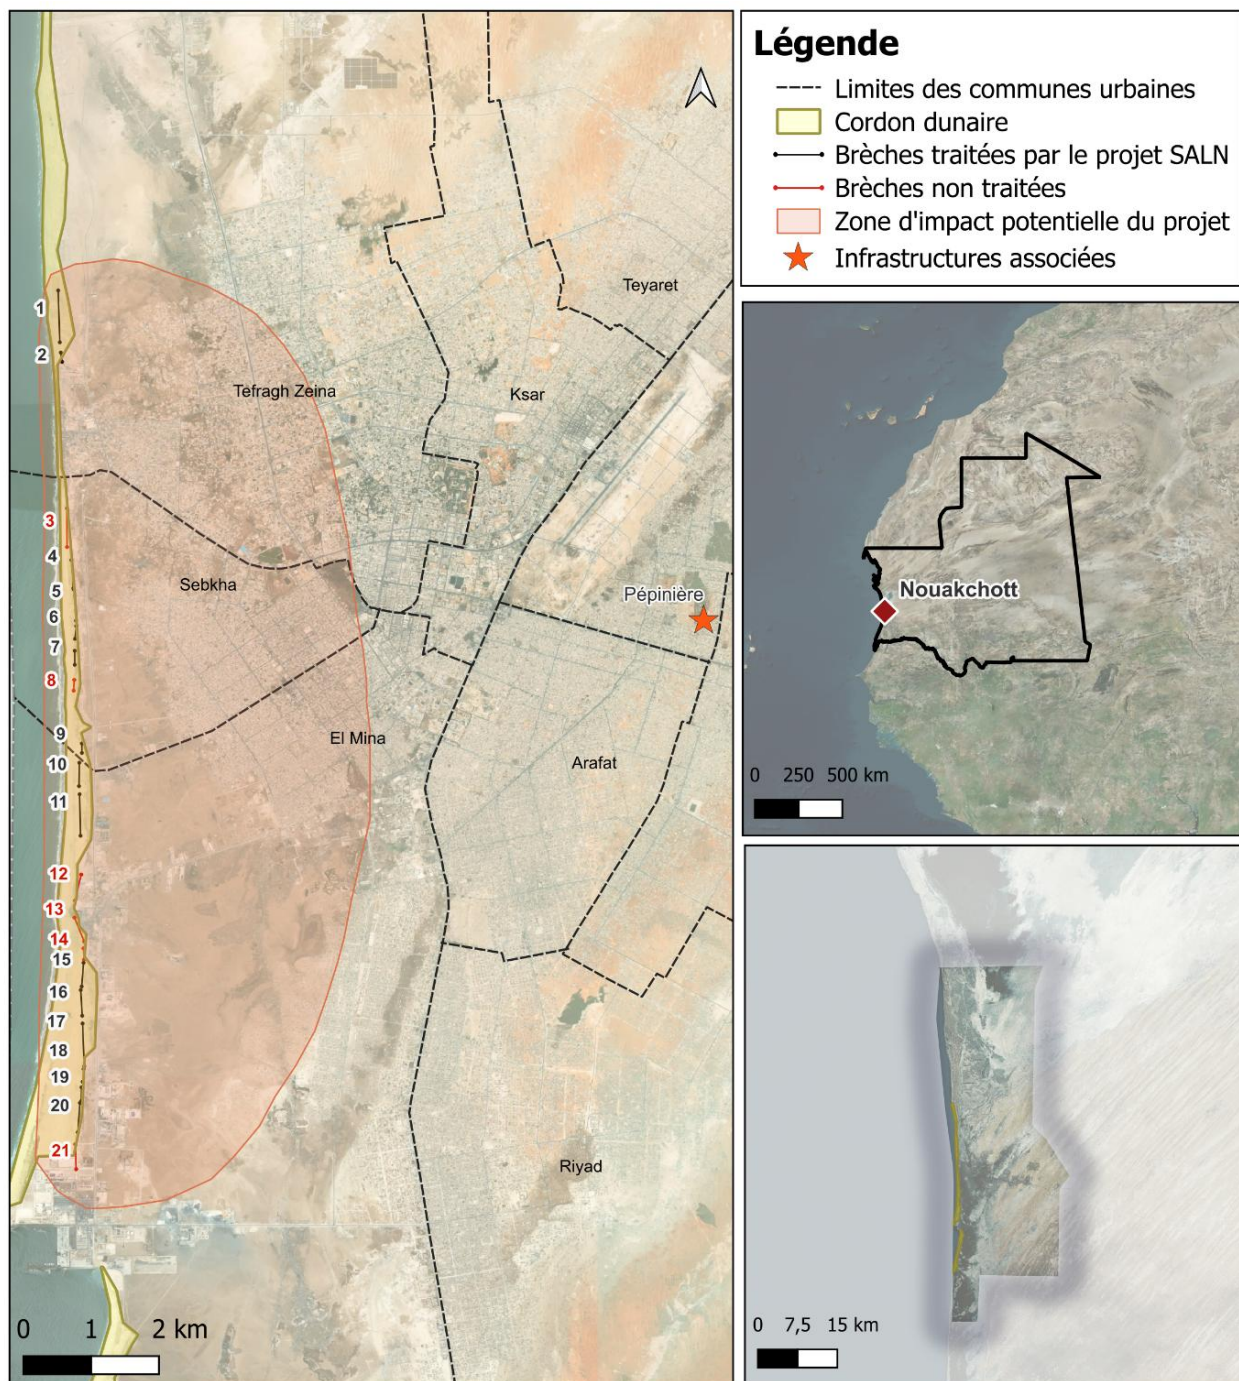 Légende
Limites des communes urbaines
Cordon dunaire
Brèches traitées par le projet SALN
Brèches non traitées
Zone d'impact potentielle du projet
Infrastructures associées
1
2
3
4
5
6
7
8
9
10
11
12
13
14
15
16
17
18
19
20
21
Teyaret
Tefragh Zeina
Ksar
Sebkha
Pépinière
El Mina
Arafat
Riyad
0 1 2 km
Nouakchott
0 250 500 km
0 7,5 15 km